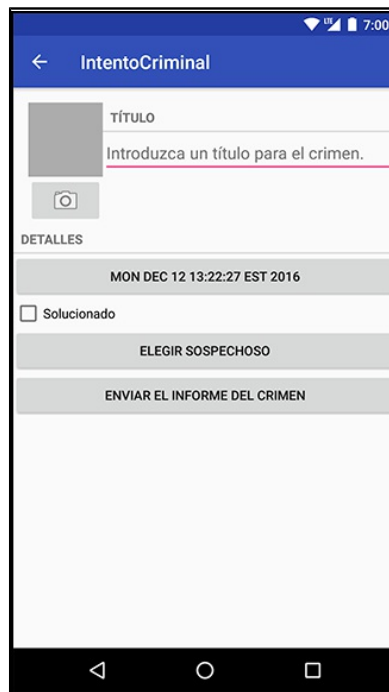 LTE 7:00
IntentoCriminal
TÍTULO
Introduzca un título para el crimen.
DETALLES
MON DEC 12 13:22:27 EST 2016
Solucionado
ELEGIR SOSPECHOSO
ENVIAR EL INFORME DEL CRIMEN